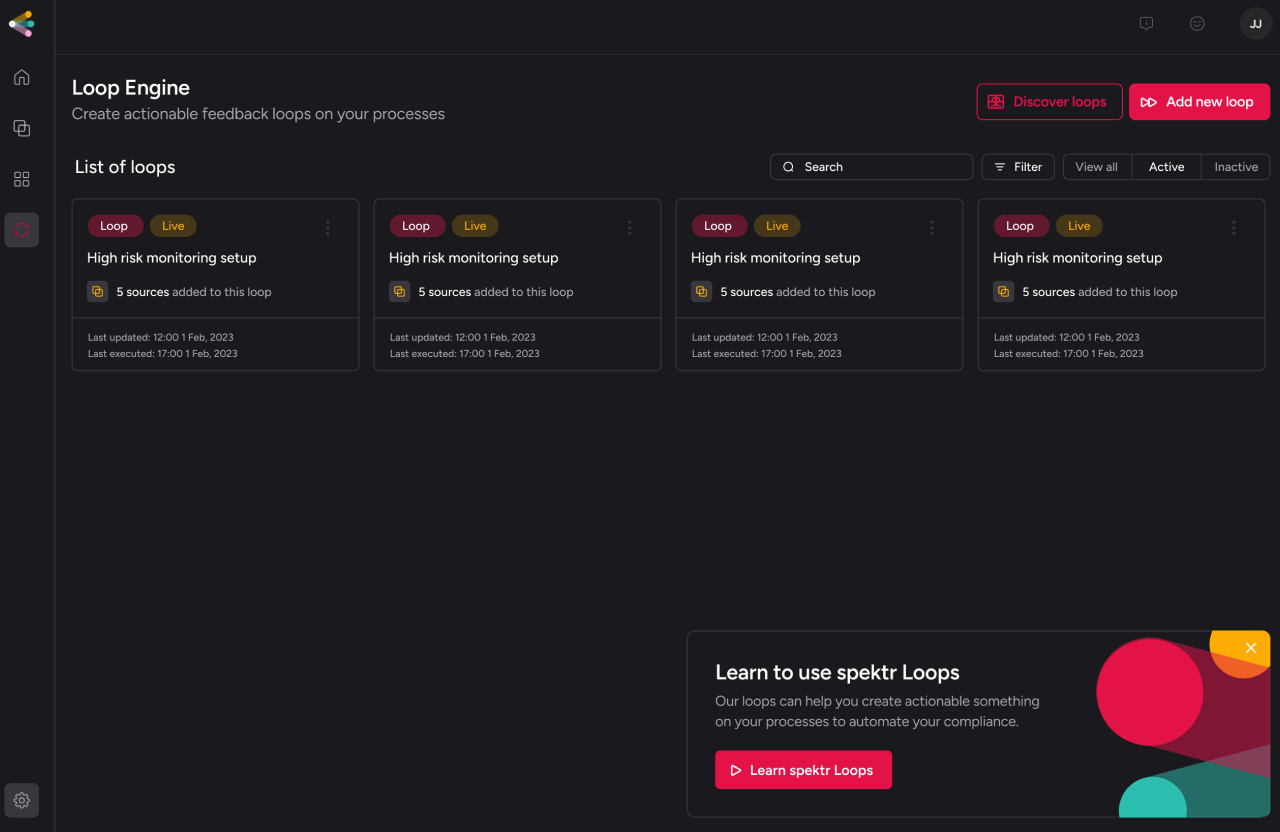 JJ
Loop Engine
Create actionable feedback loops on your processes
Discover loops
Add new loop
List of loops
Search
Filter
View all
Active
Inactive
Loop
Live
High risk monitoring setup
5 sources added to this loop
Last updated: 12:00 1 Feb, 2023
Last executed: 17:00 1 Feb, 2023
Loop
Live
High risk monitoring setup
5 sources added to this loop
Last updated: 12:00 1 Feb, 2023
Last executed: 17:00 1 Feb, 2023
Loop
Live
High risk monitoring setup
5 sources added to this loop
Last updated: 12:00 1 Feb, 2023
Last executed: 17:00 1 Feb, 2023
Loop
Live
High risk monitoring setup
5 sources added to this loop
Last updated: 12:00 1 Feb, 2023
Last executed: 17:00 1 Feb, 2023
Learn to use spektr Loops
Our loops can help you create actionable something
on your processes to automate your compliance.
Learn spektr Loops